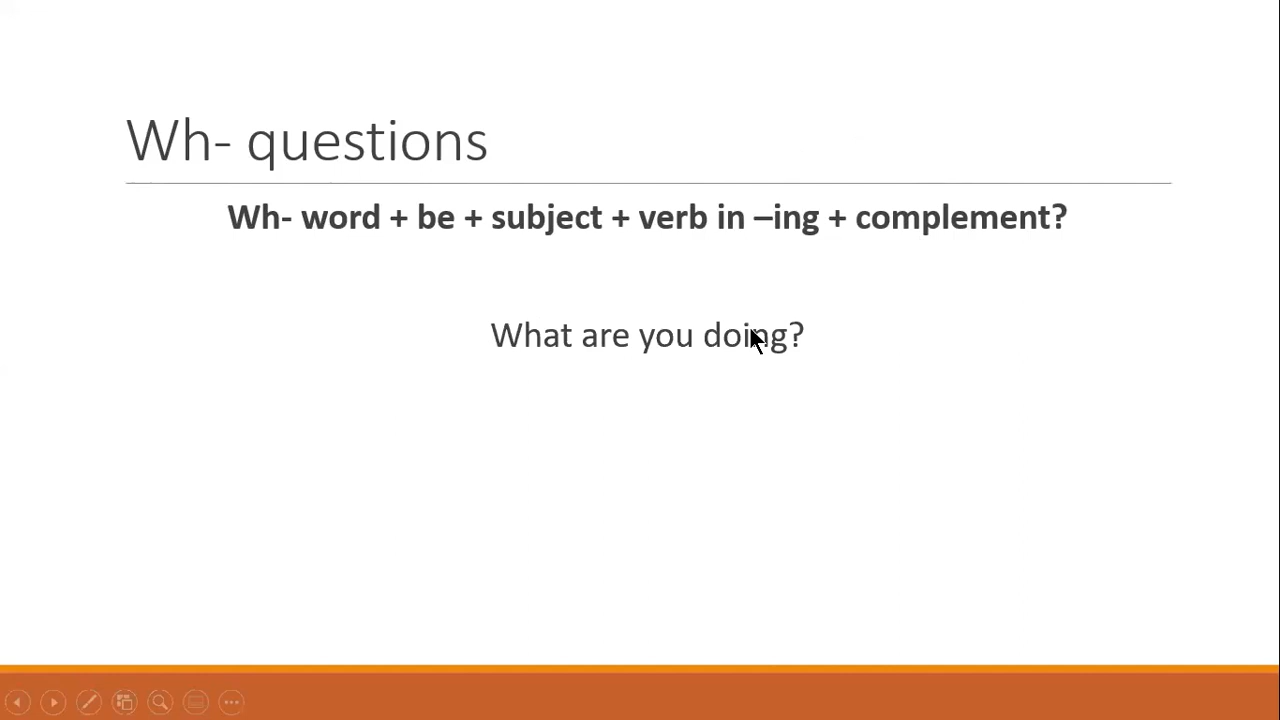 Wh- questions
Wh- word + be + subject + verb in –ing + complement?
What are you doing?